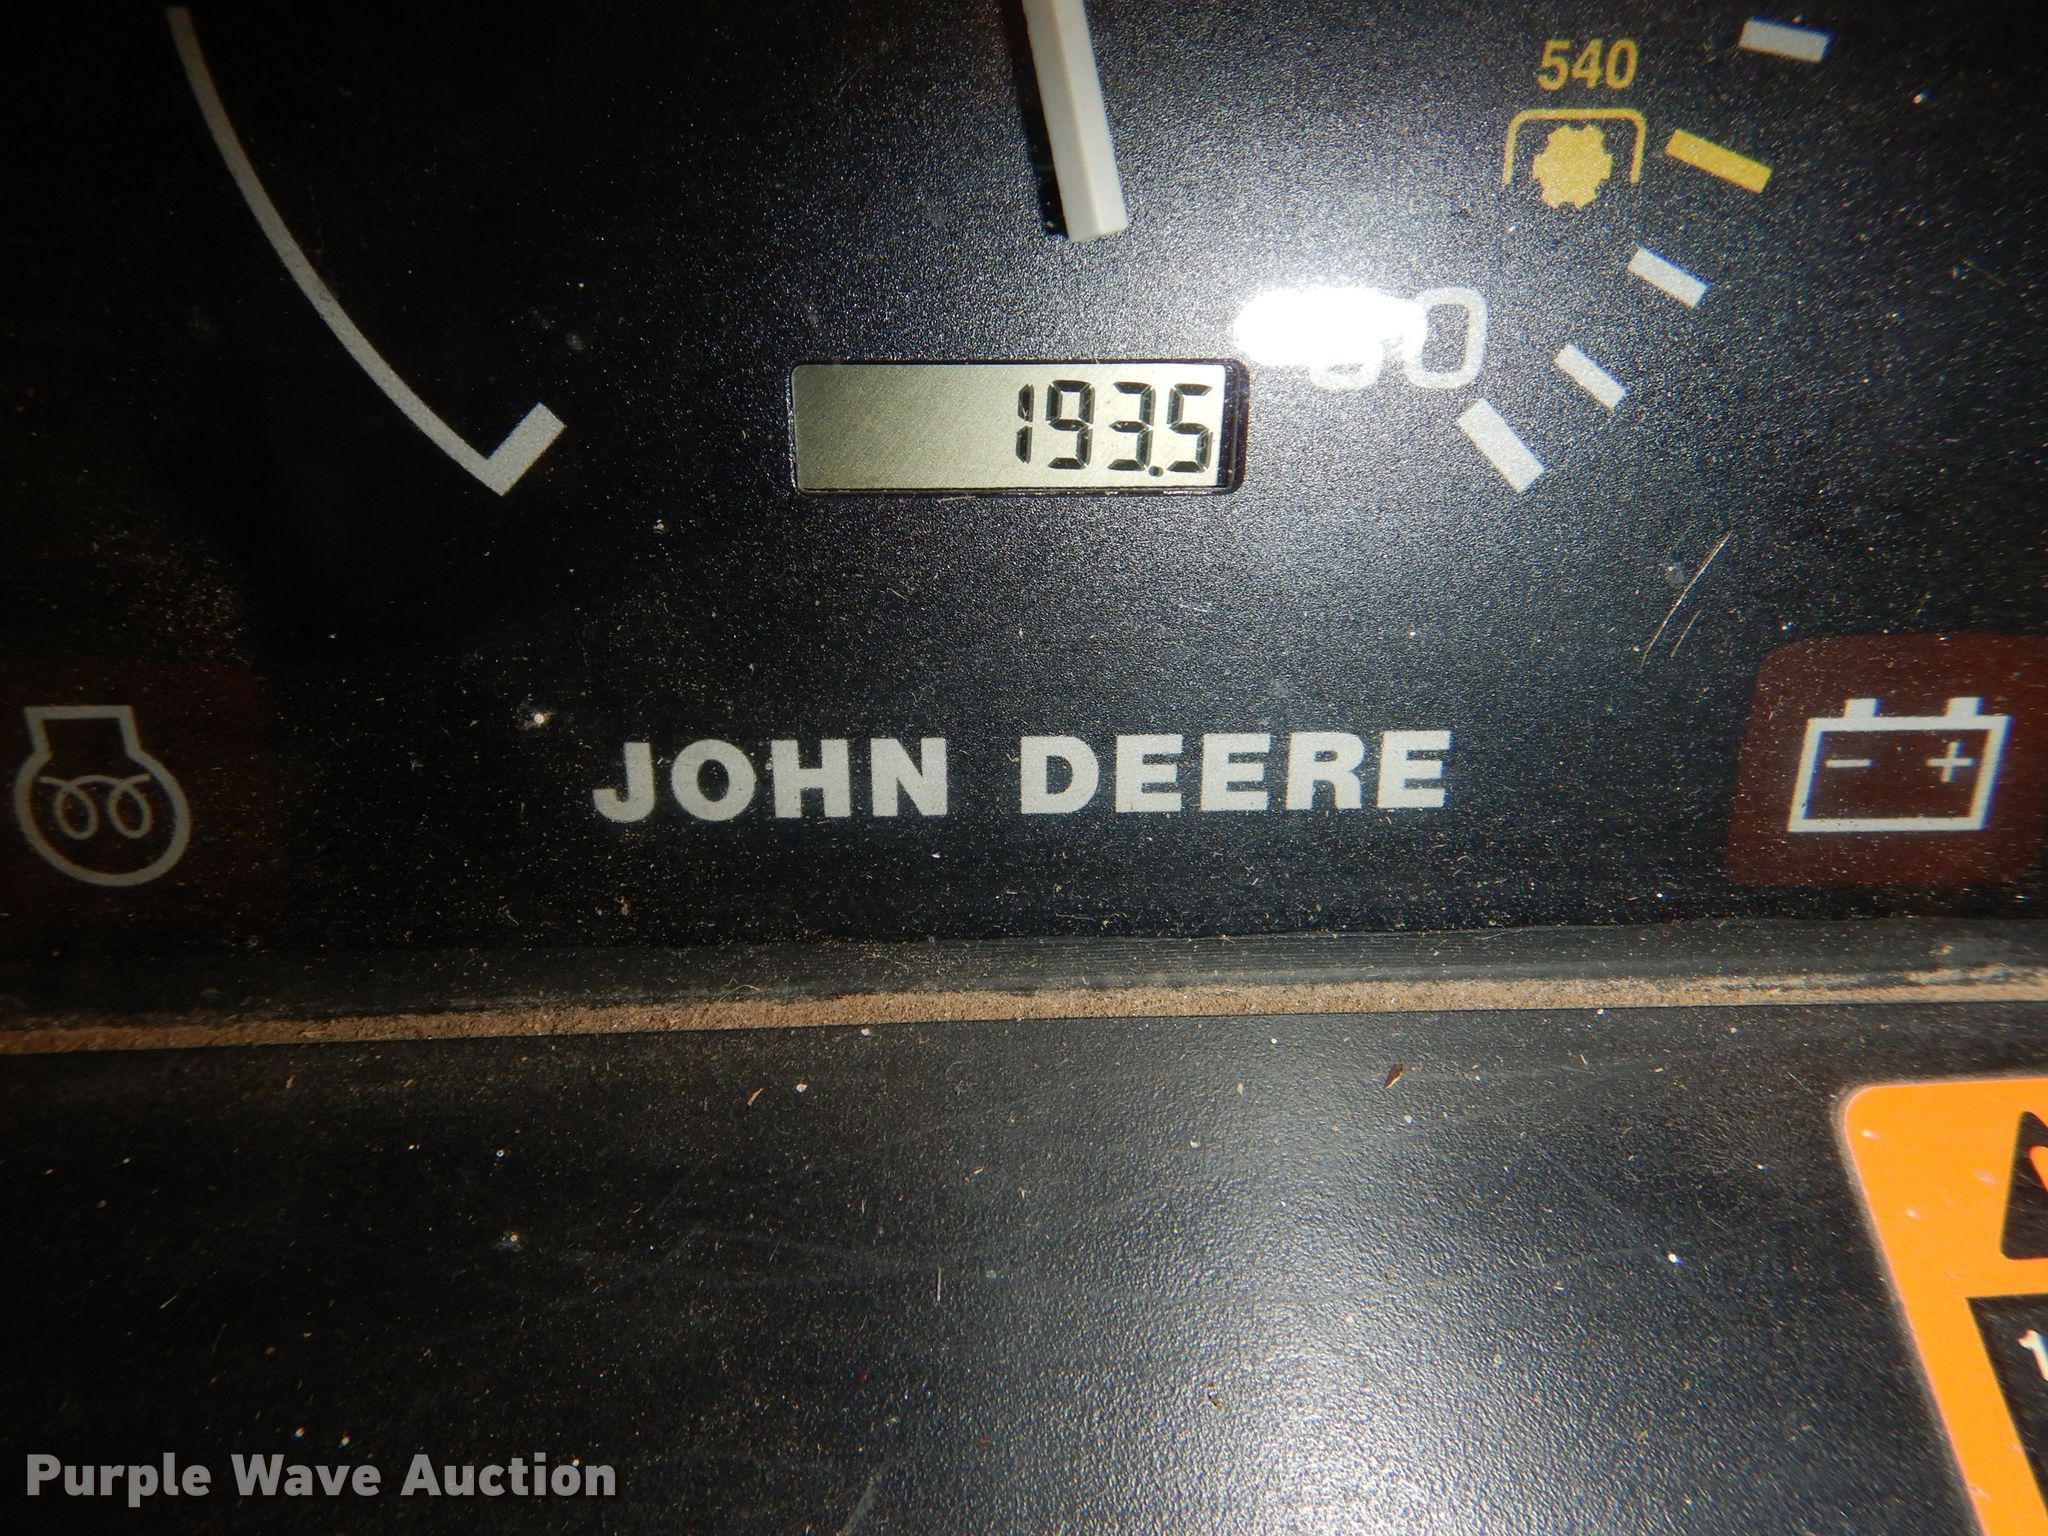 540
193.5
JOHN DEERE
- +
Purple Wave Auction